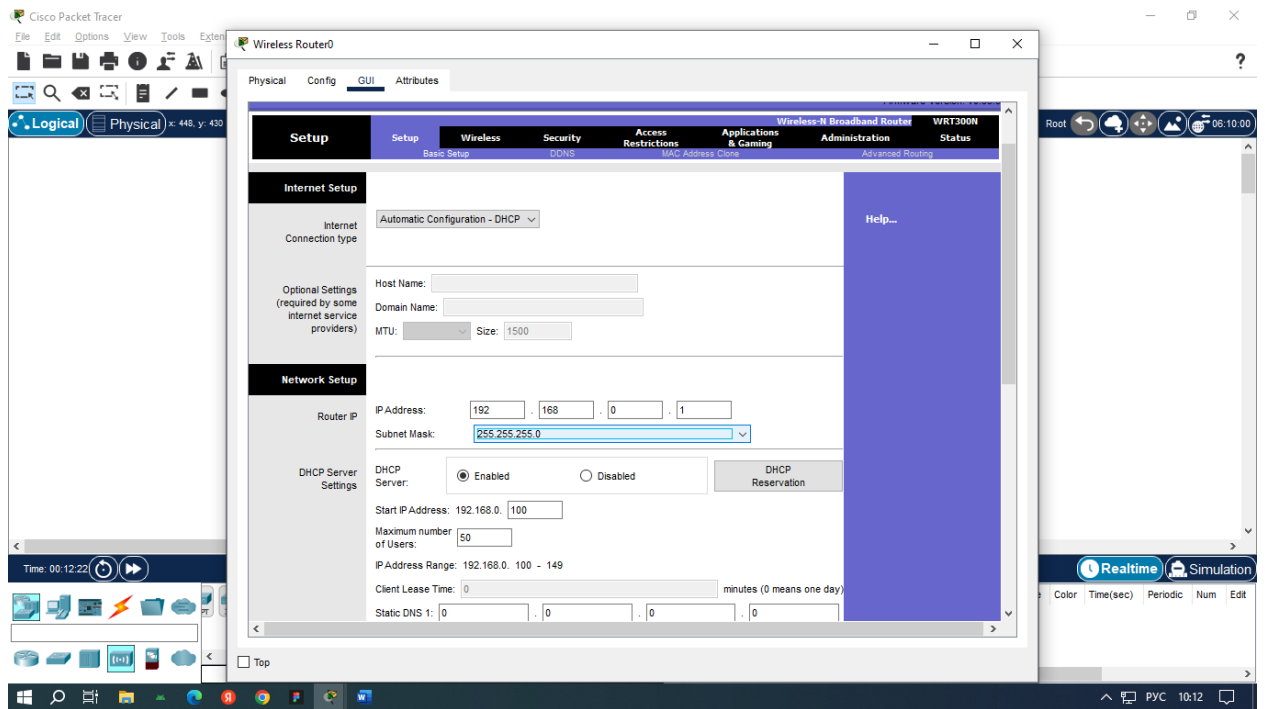 Cisco Packet Tracer
File Edit Options View Tools Exten
Wireless Router0
Physical Config GUI Attributes
Logical Physical x: 448, y: 430
Root 06:10:00
Wireless-N Broadband Router WRT300N
Setup
Setup Wireless Security Access Restrictions Applications & Gaming Administration Status
Basic Setup DDNS MAC Address Clone Advanced Routing
Internet Setup
Internet
Connection type
Automatic Configuration - DHCP
Help...
Optional Settings
(required by some
internet service
providers)
Host Name:
Domain Name:
MTU: Size: 1500
Network Setup
Router IP
IP Address: 192 . 168 . 0 . 1
Subnet Mask: 255.255.255.0
DHCP Server
Settings
DHCP
Server:
Enabled Disabled
DHCP
Reservation
Start IP Address: 192.168.0. 100
Maximum number
of Users:
50
IP Address Range: 192.168.0. 100 - 149
Client Lease Time: 0 minutes (0 means one day)
Static DNS 1: 0 . 0 . 0 . 0
Top
Time: 00:12:22
Realtime Simulation
Color Time(sec) Periodic Num Edit
РУС 10:12